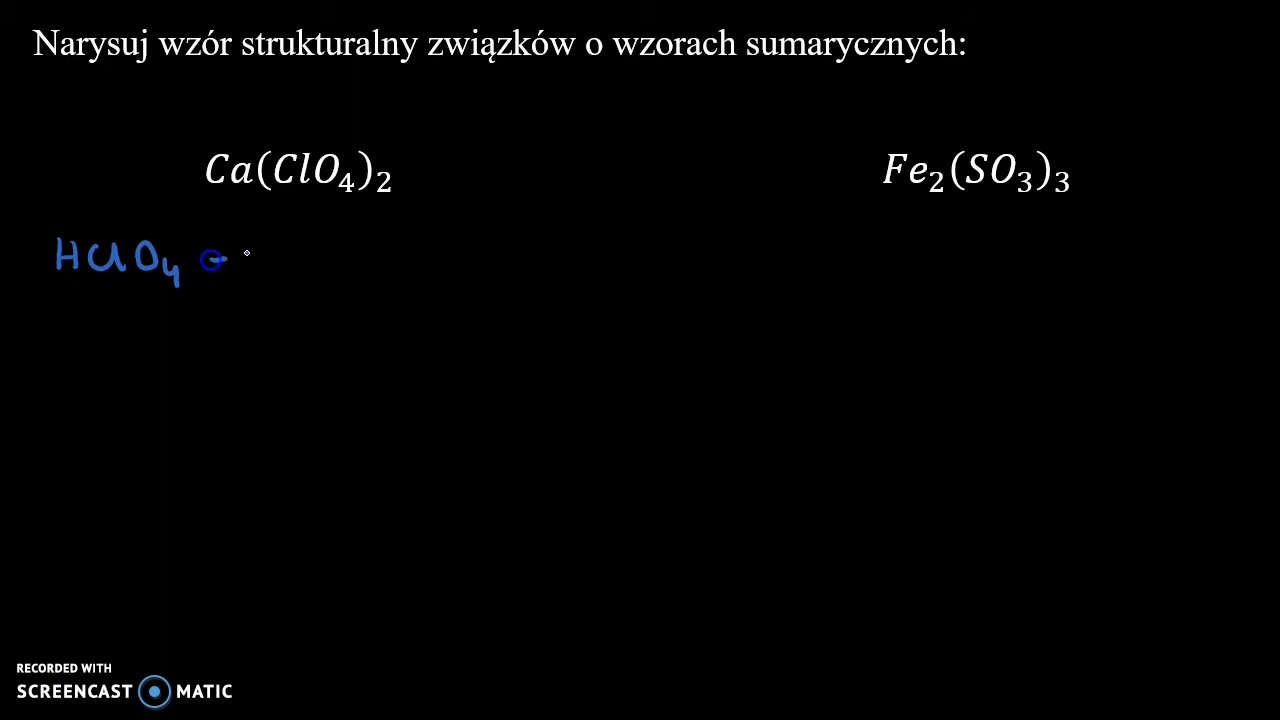 Narysuj wzór strukturalny związków o wzorach sumarycznych:
Ca(ClO₄)₂ Fe₂(SO₃)₃
HClO₄ -
RECORDED WITH
SCREENCAST MATIC